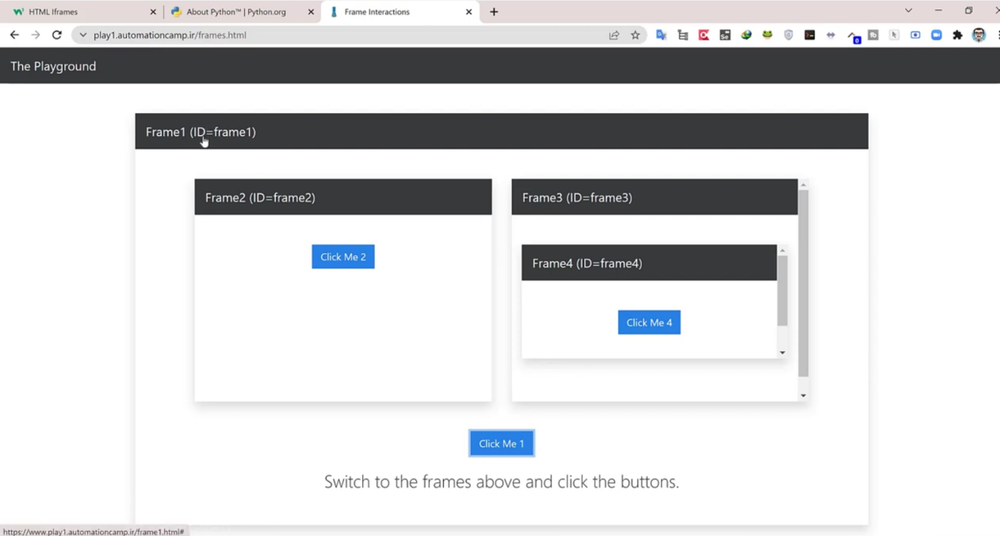 HTML Iframes
About Python™ | Python.org
Frame Interactions
play1.automationcamp.ir/frames.html
Se
0
The Playground
Frame1 (ID=frame1)
Frame2 (ID=frame2)
Frame3 (ID=frame3)
Click Me 2
Frame4 (ID=frame4)
Click Me 4
Click Me 1
Switch to the frames above and click the buttons.
https://www.play1.automationcamp.ir/frame1.html#